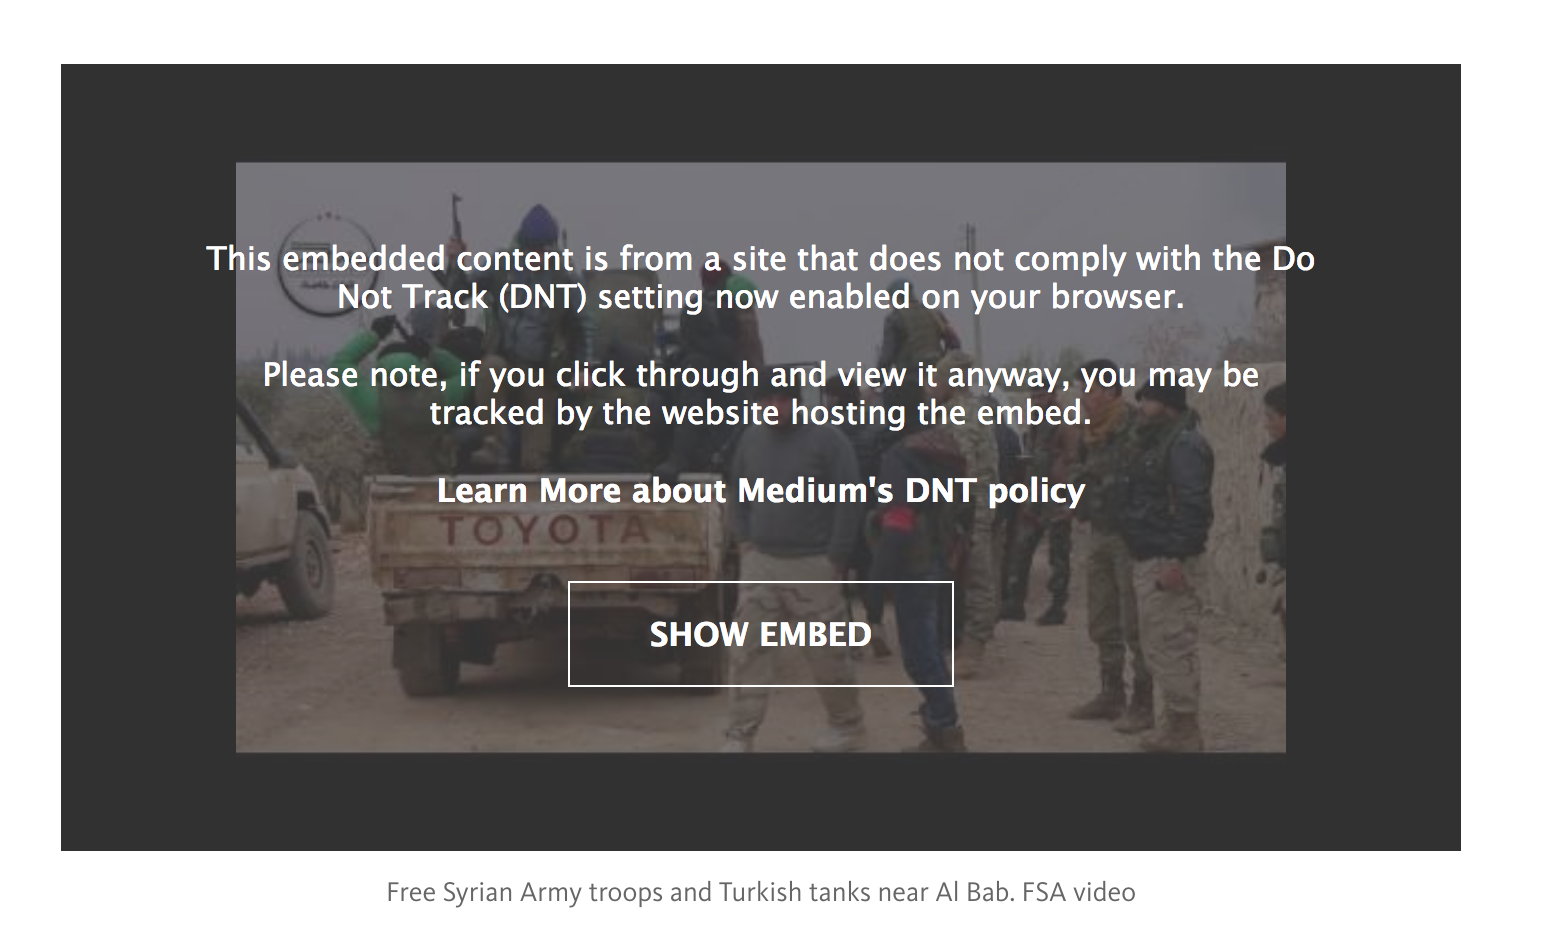 This embedded content is from a site that does not comply with the Do
Not Track (DNT) setting now enabled on your browser.
Please note, if you click through and view it anyway, you may be
tracked by the website hosting the embed.
Learn More about Medium's DNT policy
TOYOTA
SHOW EMBED
Free Syrian Army troops and Turkish tanks near Al Bab. FSA video